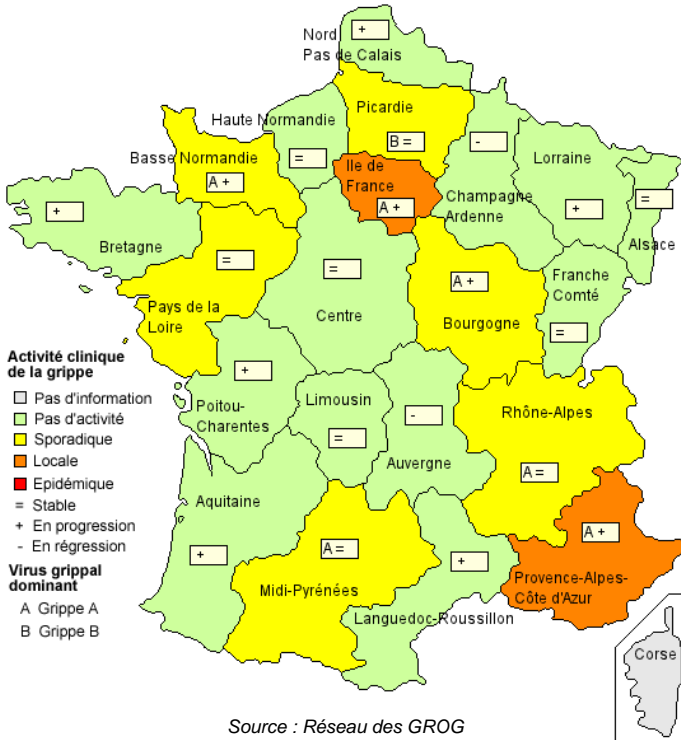 Nord
Pas de Calais
+
Picardie
B =
Haute Normandie
=
Basse Normandie
A +
Ile de
France
A +
-
Champagne
Ardenne
Lorraine
+
=
Alsace
+
Bretagne
=
Pays de la
Loire
=
Centre
A +
Bourgogne
Franche
Comté
=
+
Poitou-
Charentes
Limousin
=
-
Auvergne
Rhône-Alpes
A =
Aquitaine
+
A =
Midi-Pyrénées
+
Languedoc-Roussillon
A +
Provence-Alpes-
Côte d'Azur
Corse
Activité clinique
de la grippe
Pas d'information
Pas d'activité
Sporadique
Locale
Epidémique
= Stable
+ En progression
- En régression
Virus grippal
dominant
A Grippe A
B Grippe B
Source : Réseau des GROG